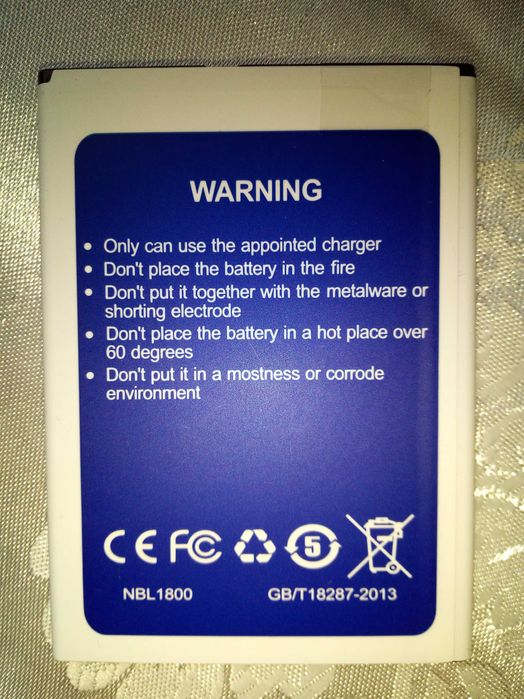 WARNING
• Only can use the appointed charger
• Don't place the battery in the fire
• Don't put it together with the metalware or
shorting electrode
• Don't place the battery in a hot place over
60 degrees
• Don't put it in a mostness or corrode
environment
CE FC 5
NBL1800 GB/T18287-2013